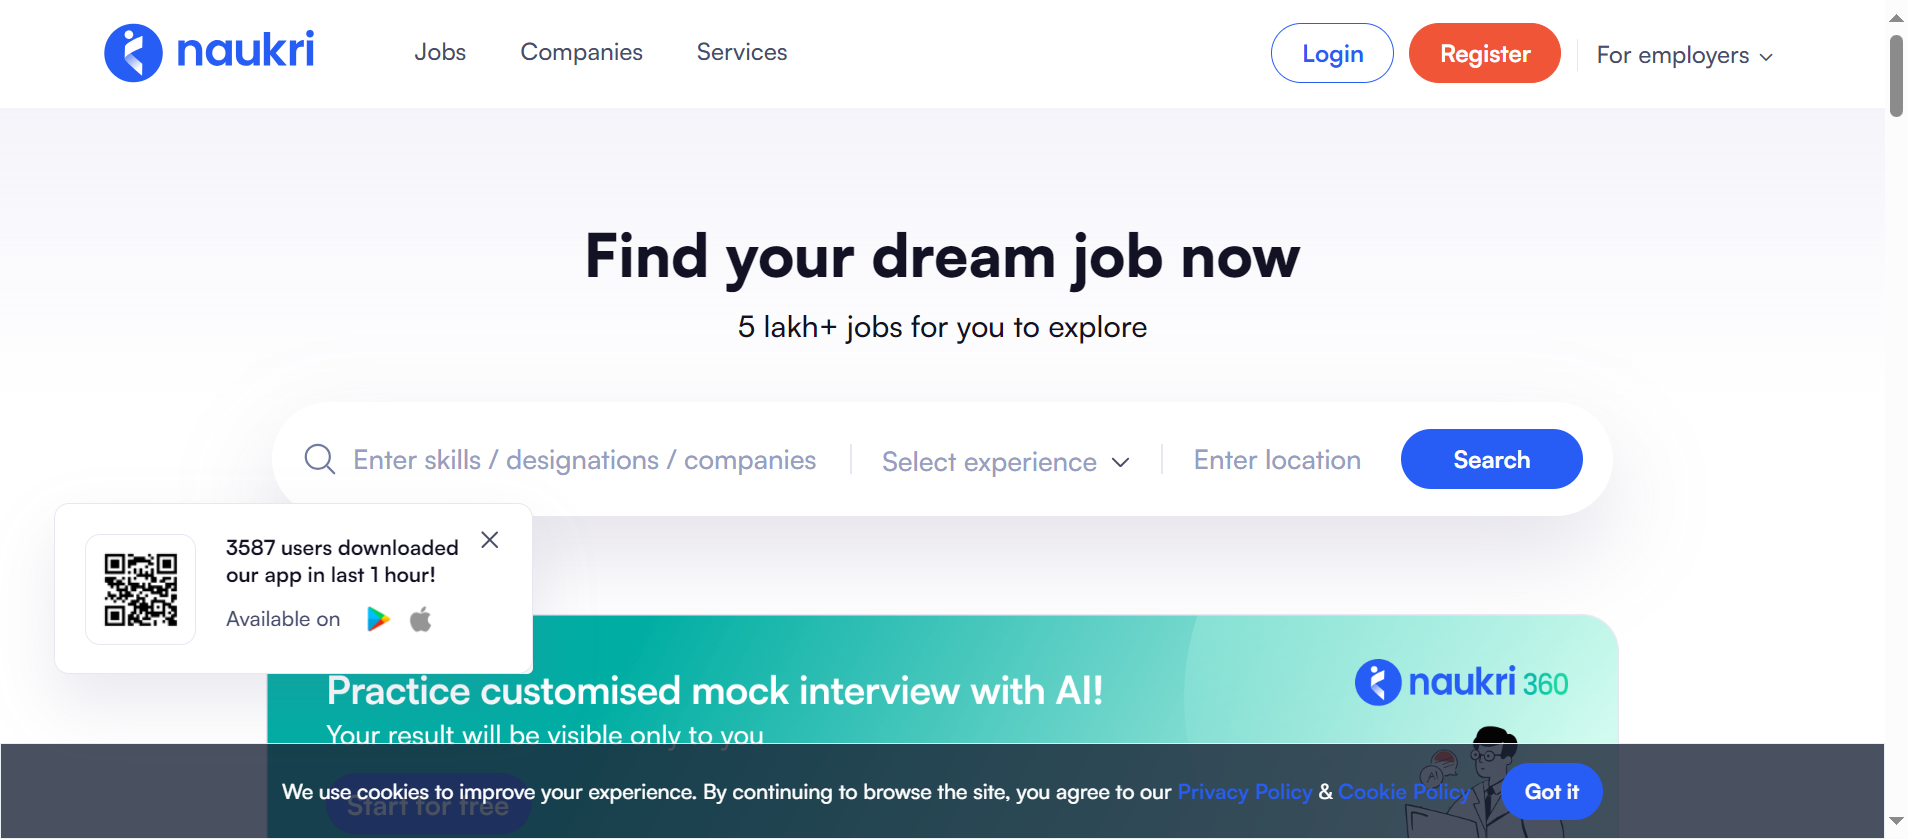 naukri
Jobs
Companies
Services
Login
Register
For employers
Find your dream job now
5 lakh+ jobs for you to explore
Enter skills / designations / companies
Select experience
Enter location
Search
3587 users downloaded
our app in last 1 hour!
Available on
Practice customised mock interview with AI!
naukri 360
Your result will be visible only to you
AI
Start for free
We use cookies to improve your experience. By continuing to browse the site, you agree to our Privacy Policy & Cookie Policy
Got it